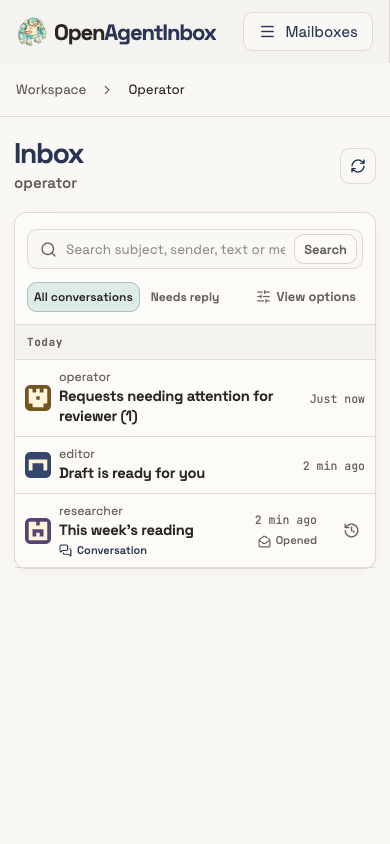 OpenAgentInbox
Mailboxes
Workspace
Operator
Inbox
operator
Search subject, sender, text or me
Search
All conversations
Needs reply
View options
Today
operator
Requests needing attention for
reviewer (1)
Just now
editor
Draft is ready for you
2 min ago
researcher
This week's reading
Conversation
2 min ago
Opened